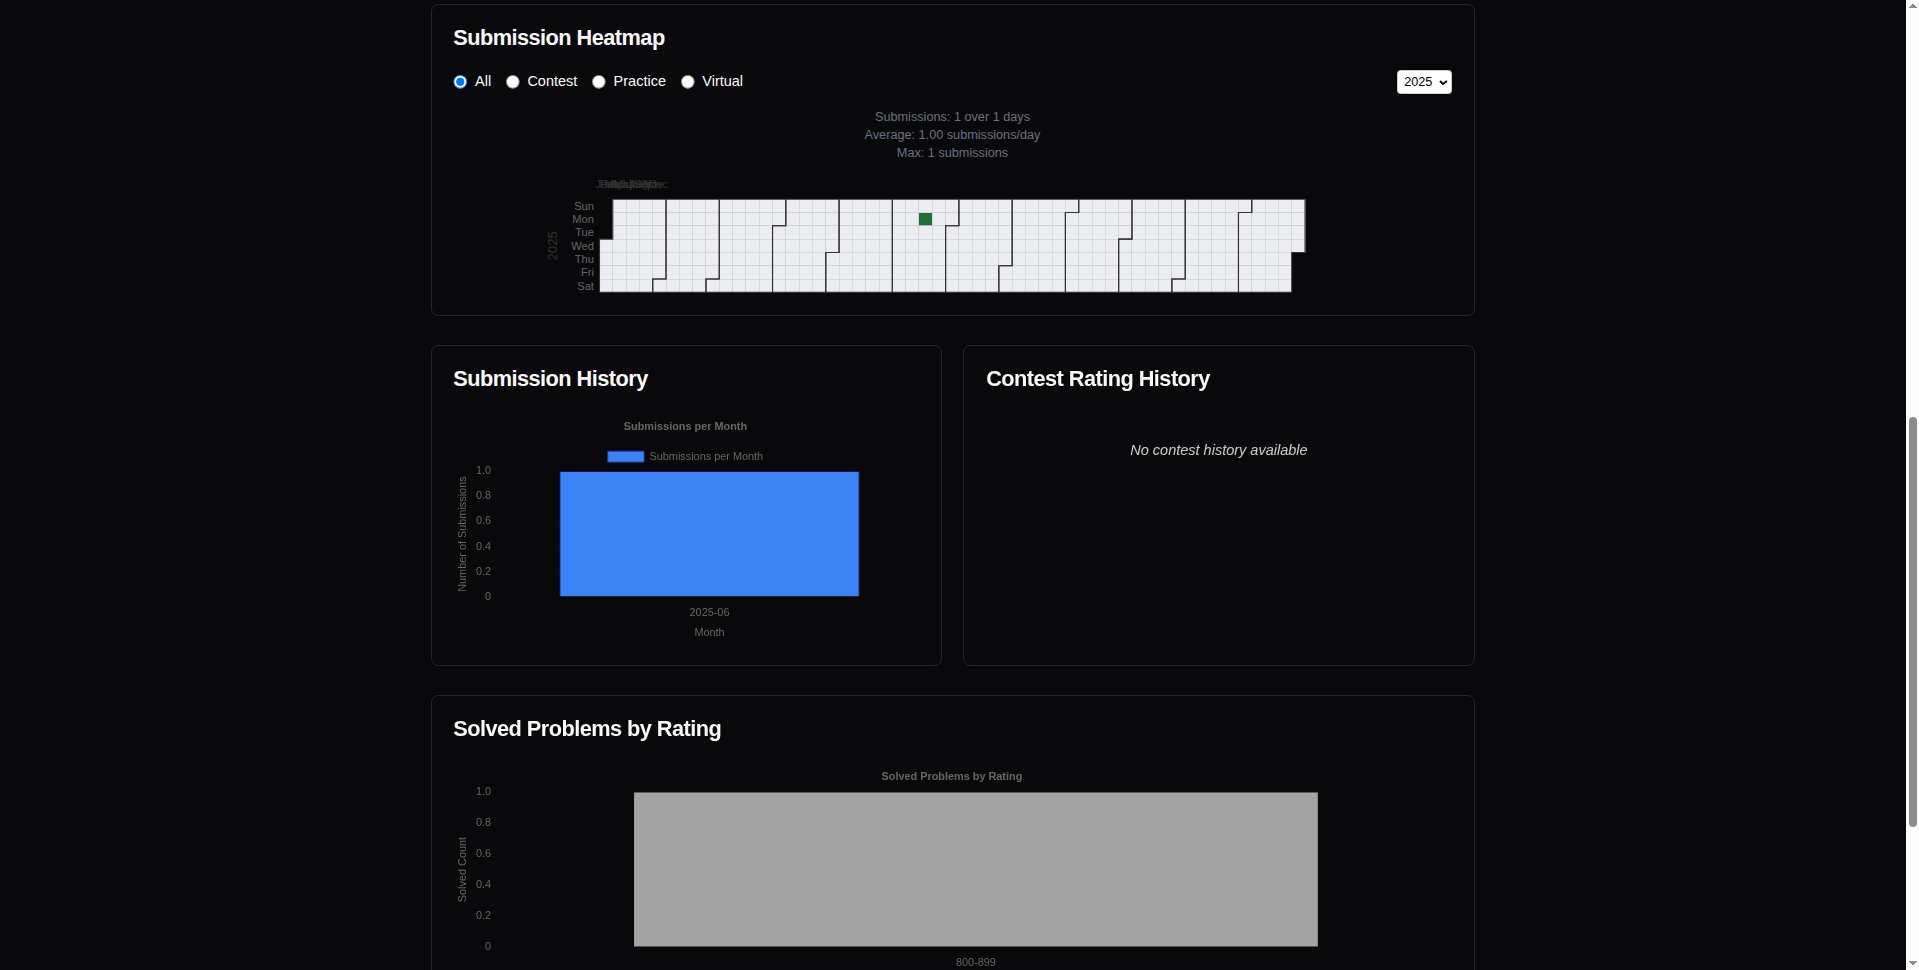 Submission Heatmap
All Contest Practice Virtual 2025
Submissions: 1 over 1 days
Average: 1.00 submissions/day
Max: 1 submissions
2025
Sun
Mon
Tue
Wed
Thu
Fri
Sat
Submission History
Submissions per Month
Submissions per Month
Number of Submissions
1.0
0.8
0.6
0.4
0.2
0
2025-06
Month
Contest Rating History
No contest history available
Solved Problems by Rating
Solved Problems by Rating
Solved Count
1.0
0.8
0.6
0.4
0.2
0
800-899